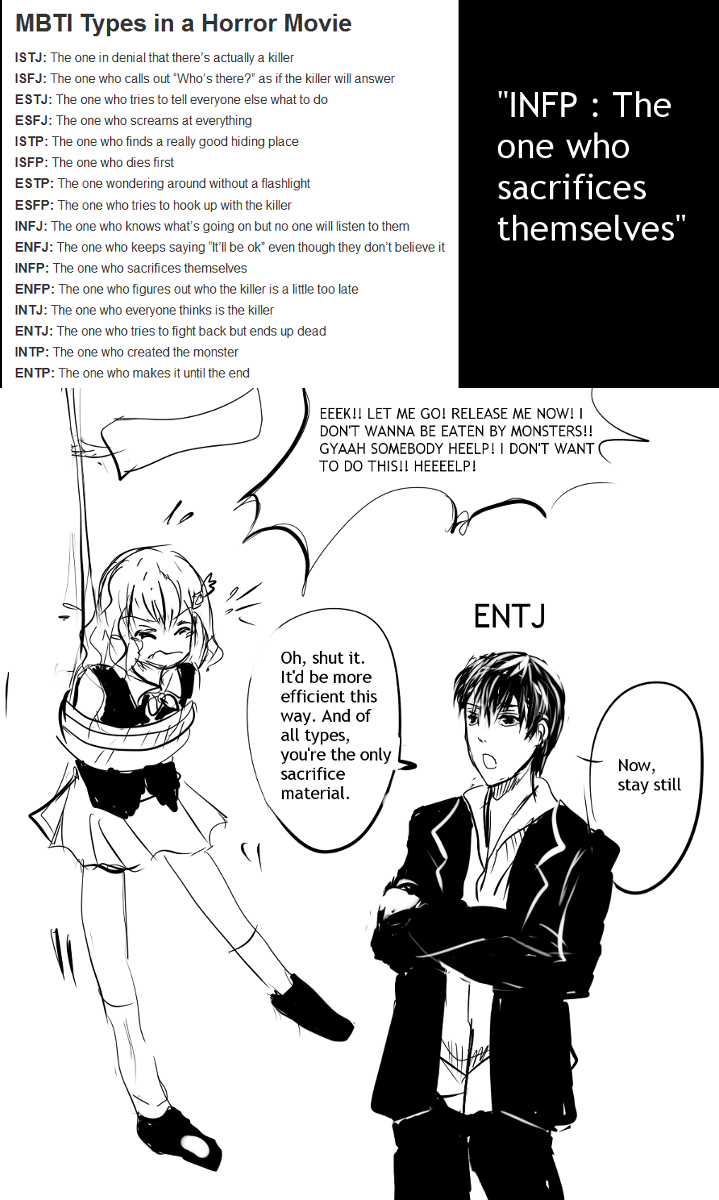 MBTI Types in a Horror Movie
ISTJ: The one in denial that there's actually a killer
ISFJ: The one who calls out "Who's there?" as if the killer will answer
ESTJ: The one who tries to tell everyone else what to do
ESFJ: The one who screams at everything
ISTP: The one who finds a really good hiding place
ISFP: The one who dies first
ESTP: The one wondering around without a flashlight
ESFP: The one who tries to hook up with the killer
INFJ: The one who knows what's going on but no one will listen to them
ENFJ: The one who keeps saying "It'll be ok" even though they don't believe it
INFP: The one who sacrifices themselves
ENFP: The one who figures out who the killer is a little too late
INTJ: The one who everyone thinks is the killer
ENTJ: The one who tries to fight back but ends up dead
INTP: The one who created the monster
ENTP: The one who makes it until the end
"INFP : The
one who
sacrifices
themselves"
EEEK!! LET ME GO! RELEASE ME NOW! I
DON'T WANNA BE EATEN BY MONSTERS!!
GYAAH SOMEBODY HEELP! I DON'T WANT
TO DO THIS!! HEEEELP!
ENTJ
Oh, shut it.
It'd be more
efficient this
way. And of
all types,
you're the only
sacrifice
material.
Now,
stay still